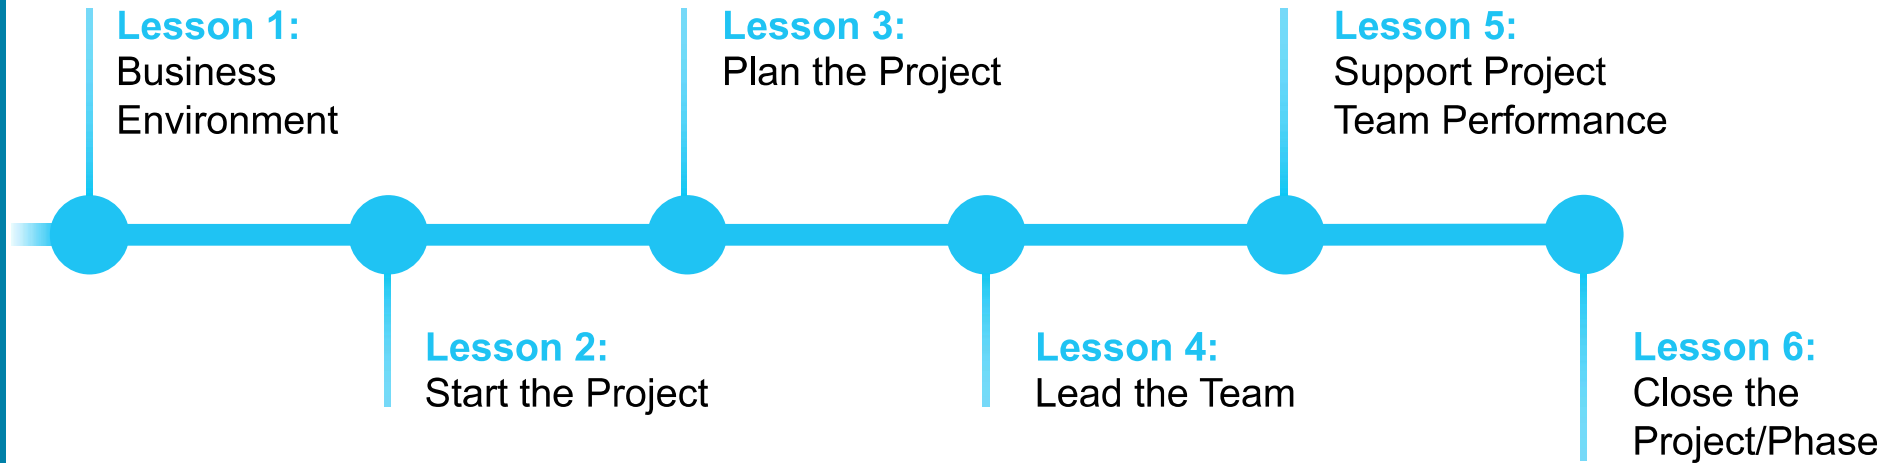 Lesson 1:
Business
Environment
Lesson 2:
Start the Project
Lesson 3:
Plan the Project
Lesson 4:
Lead the Team
Lesson 5:
Support Project
Team Performance
Lesson 6:
Close the
Project/Phase